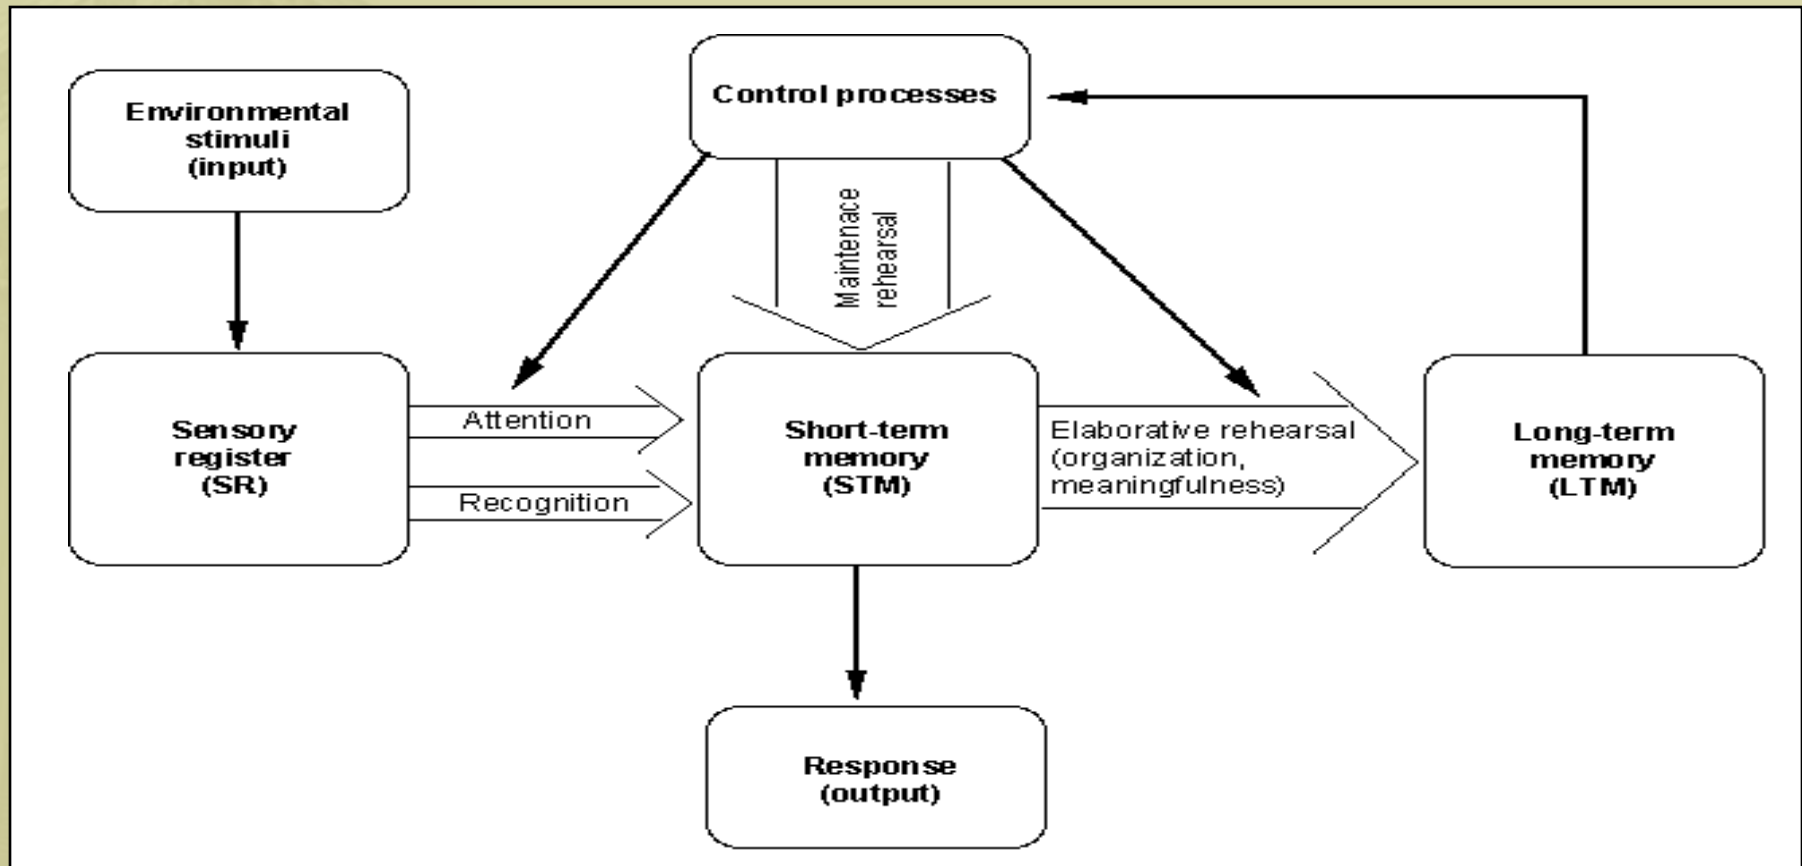 Environmental
stimuli
(input)
Control processes
Maintenace
rehearsal
Sensory
register
(SR)
Attention
Recognition
Short-term
memory
(STM)
Elaborative rehearsal
(organization,
meaningfulness)
Long-term
memory
(LTM)
Response
(output)